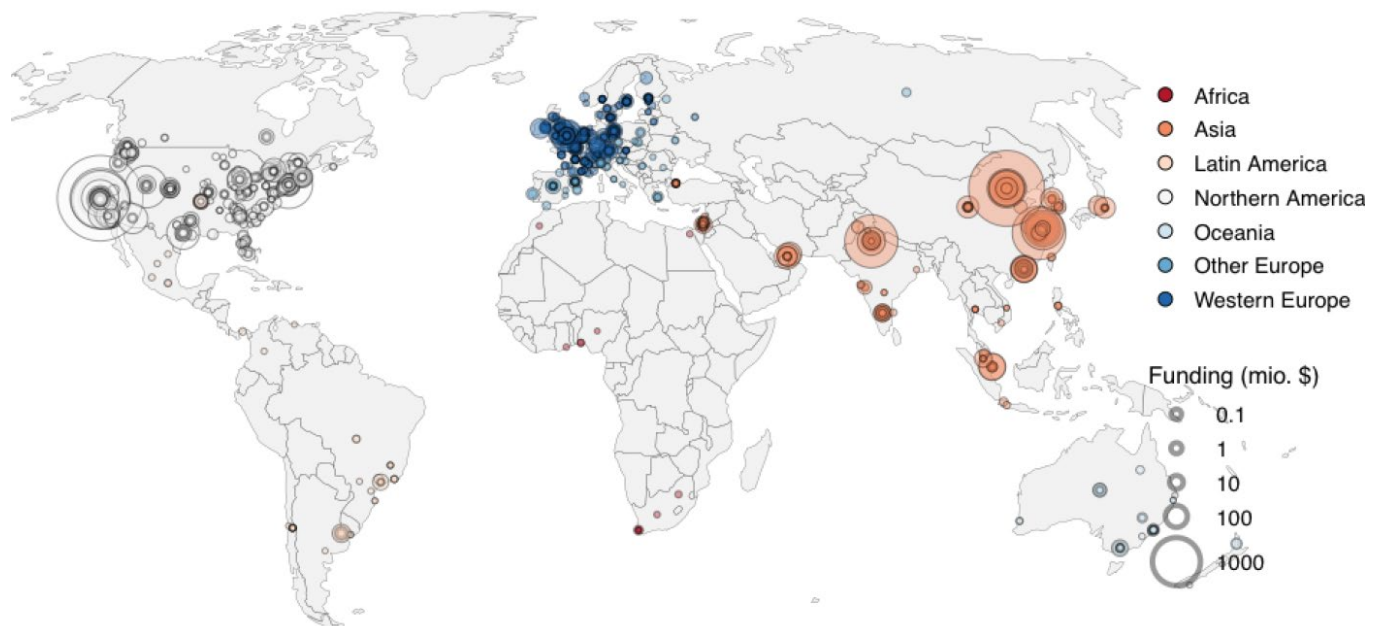 Africa
Asia
Latin America
Northern America
Oceania
Other Europe
Western Europe
Funding (mio. $)
0.1
1
10
100
1000